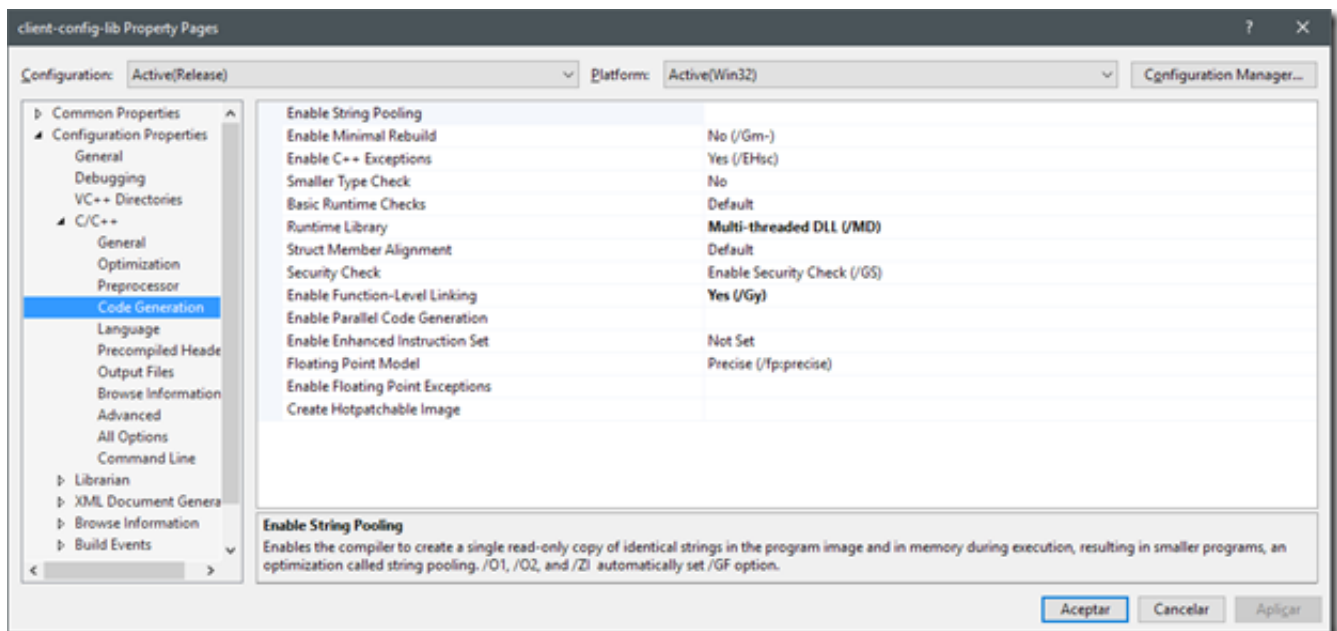 client-config-lib Property Pages ? ×
Configuration: Active(Release) Platform: Active(Win32) Configuration Manager...
Common Properties
Configuration Properties
General
Debugging
VC++ Directories
C/C++
General
Optimization
Preprocessor
Code Generation
Language
Precompiled Heade
Output Files
Browse Information
Advanced
All Options
Command Line
Librarian
XML Document Genera
Browse Information
Build Events
Enable String Pooling
Enable Minimal Rebuild No (/Gm-)
Enable C++ Exceptions Yes (/EHsc)
Smaller Type Check No
Basic Runtime Checks Default
Runtime Library Multi-threaded DLL (/MD)
Struct Member Alignment Default
Security Check Enable Security Check (/GS)
Enable Function-Level Linking Yes (/Gy)
Enable Parallel Code Generation
Enable Enhanced Instruction Set Not Set
Floating Point Model Precise (/fp:precise)
Enable Floating Point Exceptions
Create Hotpatchable Image
Enable String Pooling
Enables the compiler to create a single read-only copy of identical strings in the program image and in memory during execution, resulting in smaller programs, an
optimization called string pooling. /O1, /O2, and /ZI automatically set /GF option.
Aceptar Cancelar Aplicar